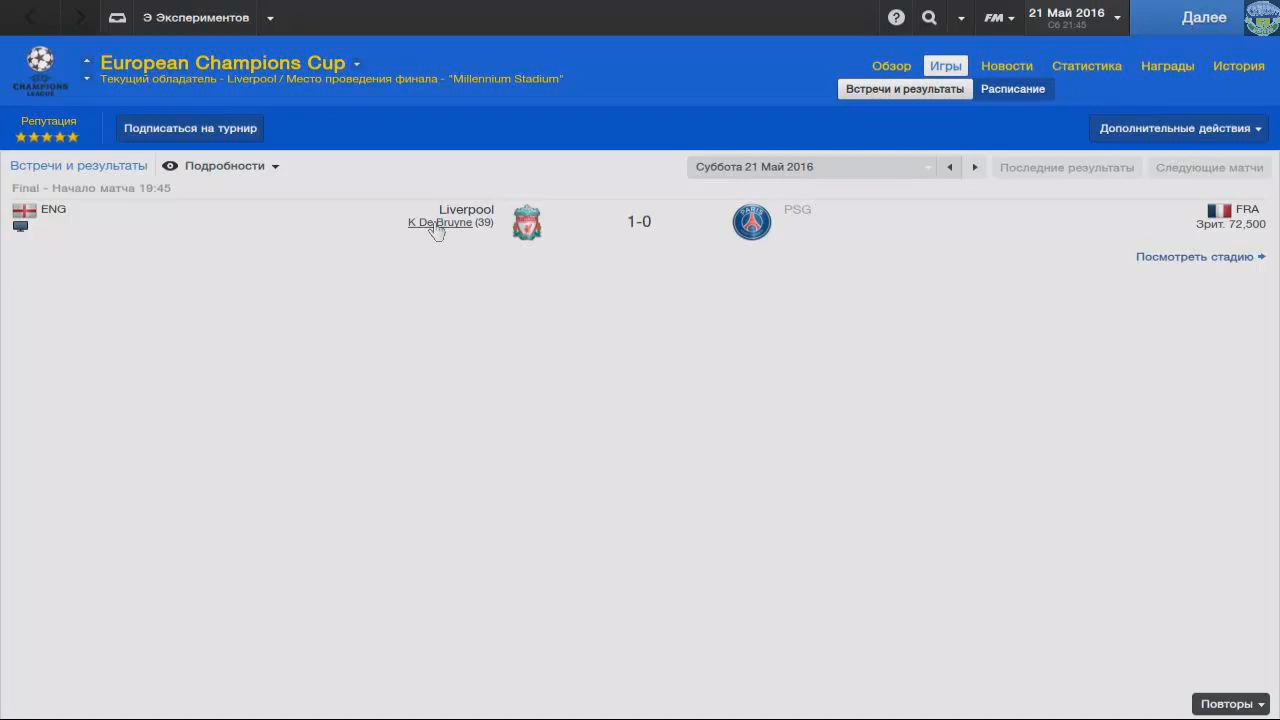 Э Экспериментов
FM
21 Май 2016
Сб 21:45
Далее
CHAMPIONS
LEAGUE
European Champions Cup
Текущий обладатель - Liverpool / Место проведения финала - "Millennium Stadium"
Обзор
Игры
Новости
Статистика
Награды
История
Встречи и результаты
Расписание
Репутация
Подписаться на турнир
Дополнительные действия
Встречи и результаты
Подробности
Суббота 21 Май 2016
Последние результаты
Следующие матчи
Final - Начало матча 19:45
ENG
Liverpool
K De Bruyne (39)
1-0
PARIS
PSG
FRA
Зрит. 72,500
Посмотреть стадию
Повторы